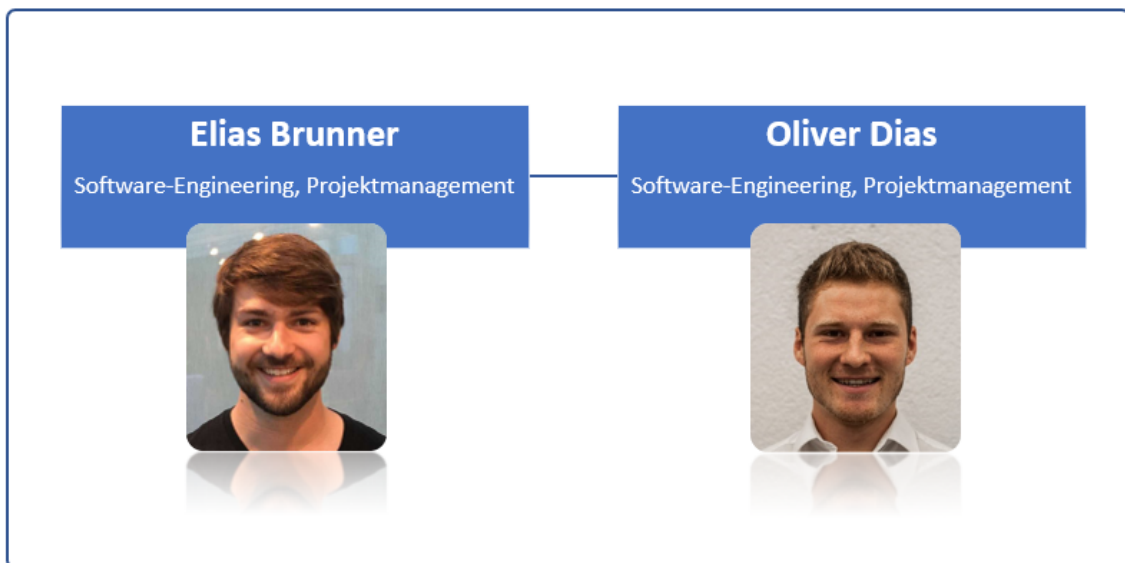 Elias Brunner
Software-Engineering, Projektmanagement
Oliver Dias
Software-Engineering, Projektmanagement